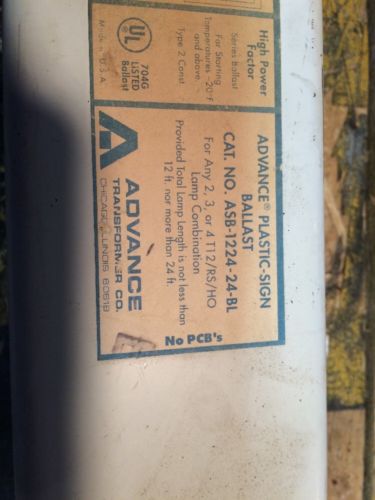 High Power
Factor
Series Ballast
For Starting
Temperatures -20°F
and above.
Type 2 Const
UL
704G
LISTED
Ballast
Made in U.S.A.
ADVANCE® PLASTIC-SIGN
BALLAST
CAT. NO. ASB-1224-24-BL
For Any 2, 3, or 4 T12/RS/HO
Lamp Combination
Provided Total Lamp Length is not less than
12 ft. nor more than 24 ft.
ADVANCE
TRANSFORMER CO.
CHICAGO, ILLINOIS 60618
No PCB's